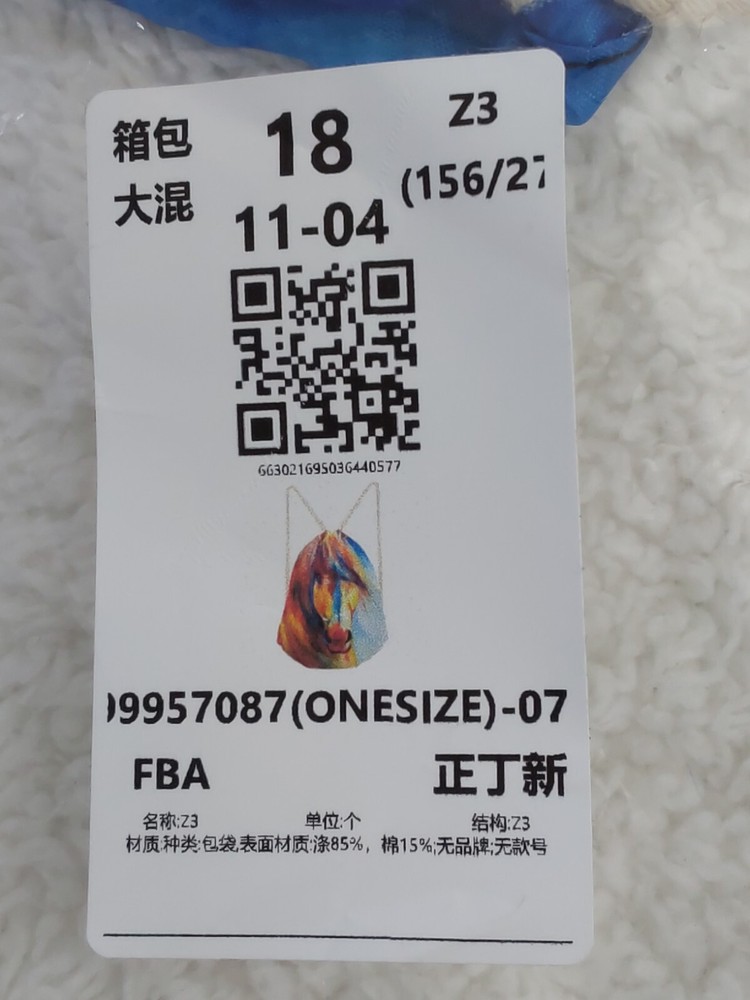 箱包 18 Z3
大混 11-04 (156/27
66302169S036440577
99957087(ONESIZE)-07
FBA 正丁新
名称:Z3 单位:个 结构:Z3
材质:种类:包袋,表面材质:涤85%，棉15%;无品牌;无款号